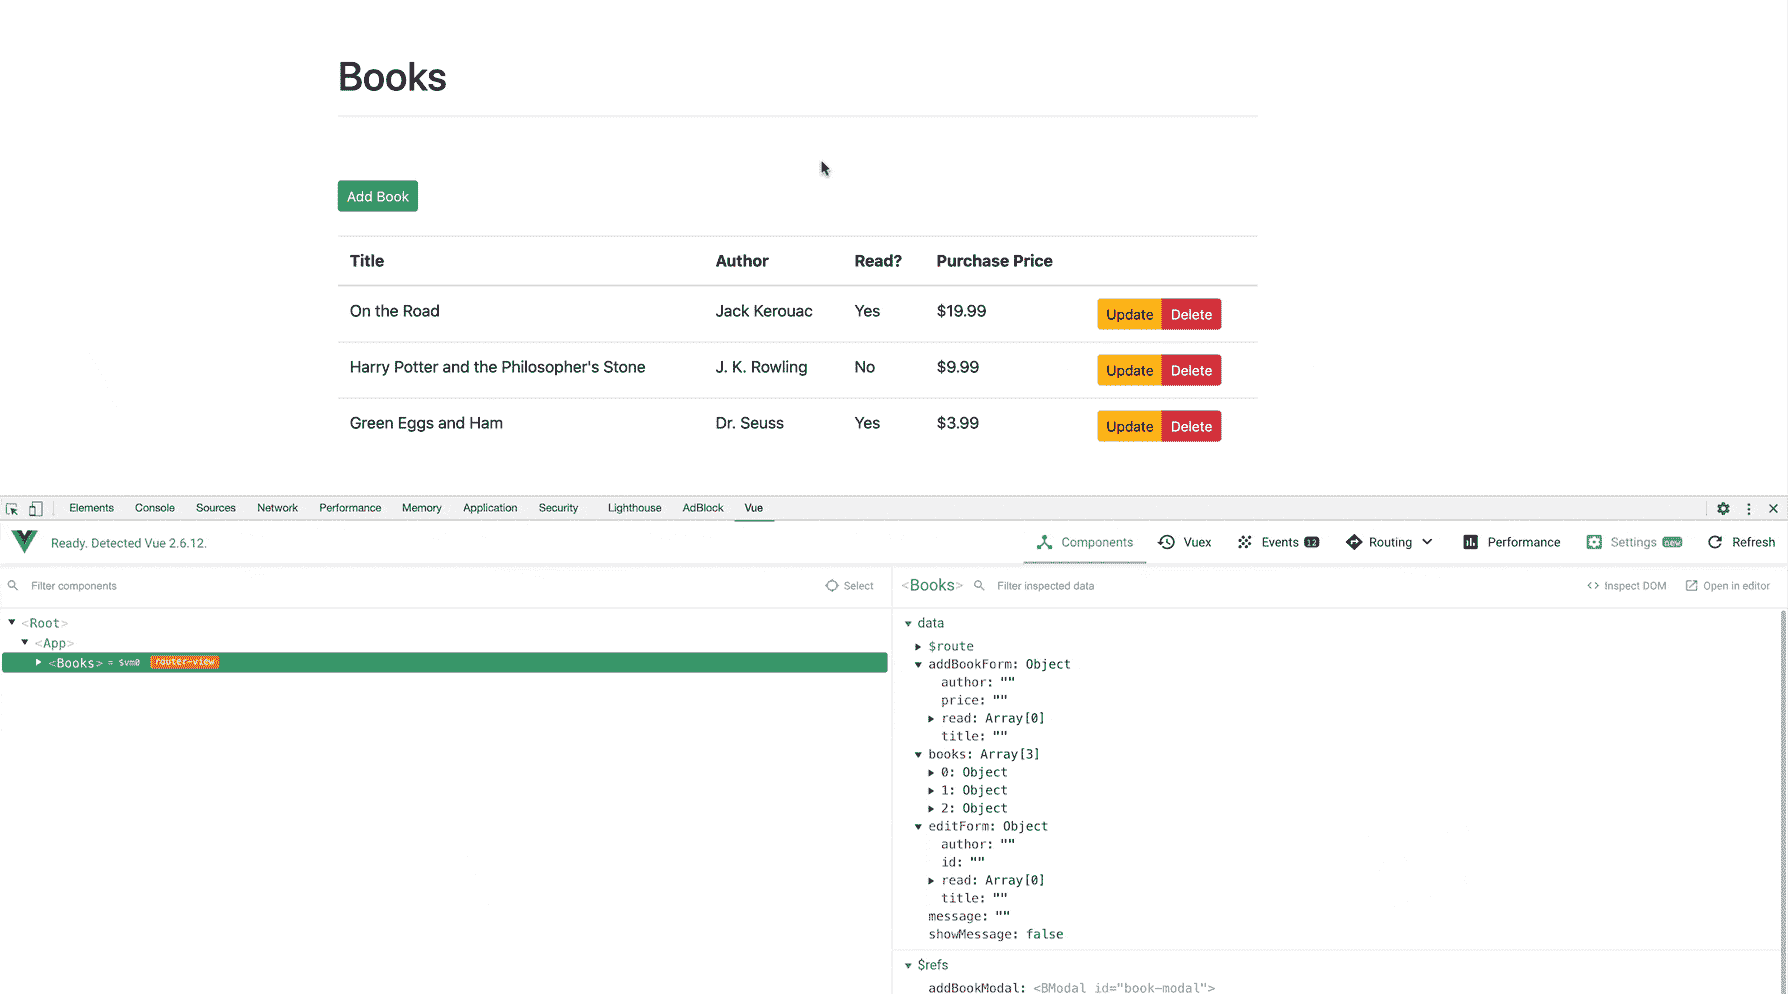 Books
Add Book
Title Author Read? Purchase Price
On the Road Jack Kerouac Yes $19.99 Update Delete
Harry Potter and the Philosopher's Stone J. K. Rowling No $9.99 Update Delete
Green Eggs and Ham Dr. Seuss Yes $3.99 Update Delete
Elements Console Sources Network Performance Memory Application Security Lighthouse AdBlock Vue
Ready. Detected Vue 2.6.12. Components Vuex Events 12 Routing Performance Settings new Refresh
Filter components Select <Books> Filter inspected data Inspect DOM Open in editor
<Root>
<App>
<Books> = $vm0 router-view
data
$route
addBookForm: Object
author: ""
price: ""
read: Array[0]
title: ""
books: Array[3]
0: Object
1: Object
2: Object
editForm: Object
author: ""
id: ""
read: Array[0]
title: ""
message: ""
showMessage: false
$refs
addBookModal: <BModal id="book-modal">